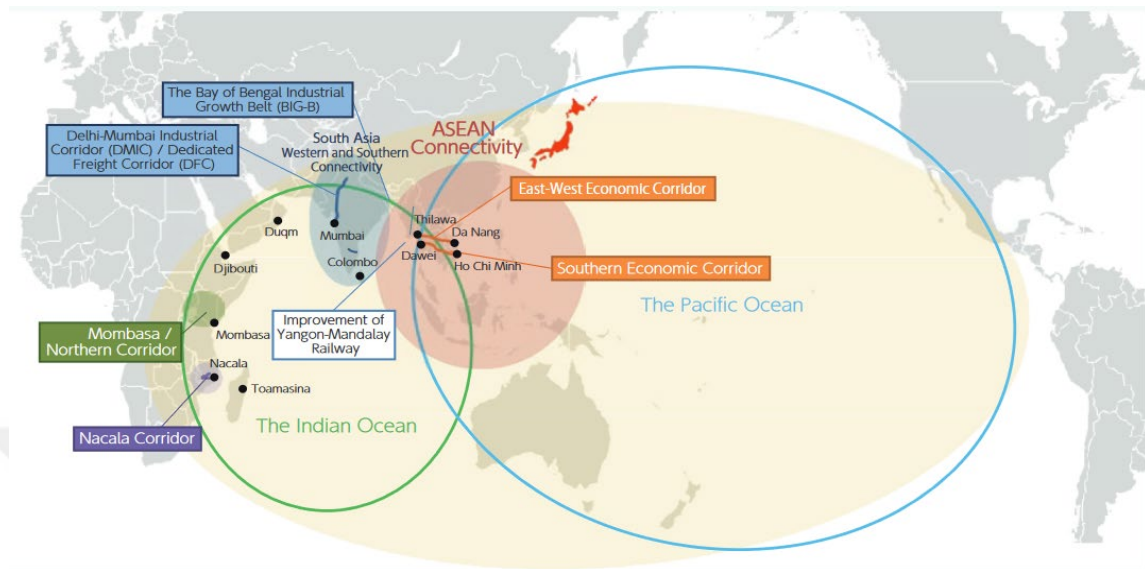 The Bay of Bengal Industrial
Growth Belt (BIG-B)
Delhi-Mumbai Industrial
Corridor (DMIC) / Dedicated
Freight Corridor (DFC)
South Asia
Western and Southern
Connectivity
ASEAN
Connectivity
East-West Economic Corridor
Thilawa
Duqm
Mumbai
Da Nang
Dawei
Djibouti
Colombo
Ho Chi Minh
Southern Economic Corridor
The Pacific Ocean
Mombasa /
Northern Corridor
Mombasa
Improvement of
Yangon-Mandalay
Railway
Nacala
Toamasina
The Indian Ocean
Nacala Corridor